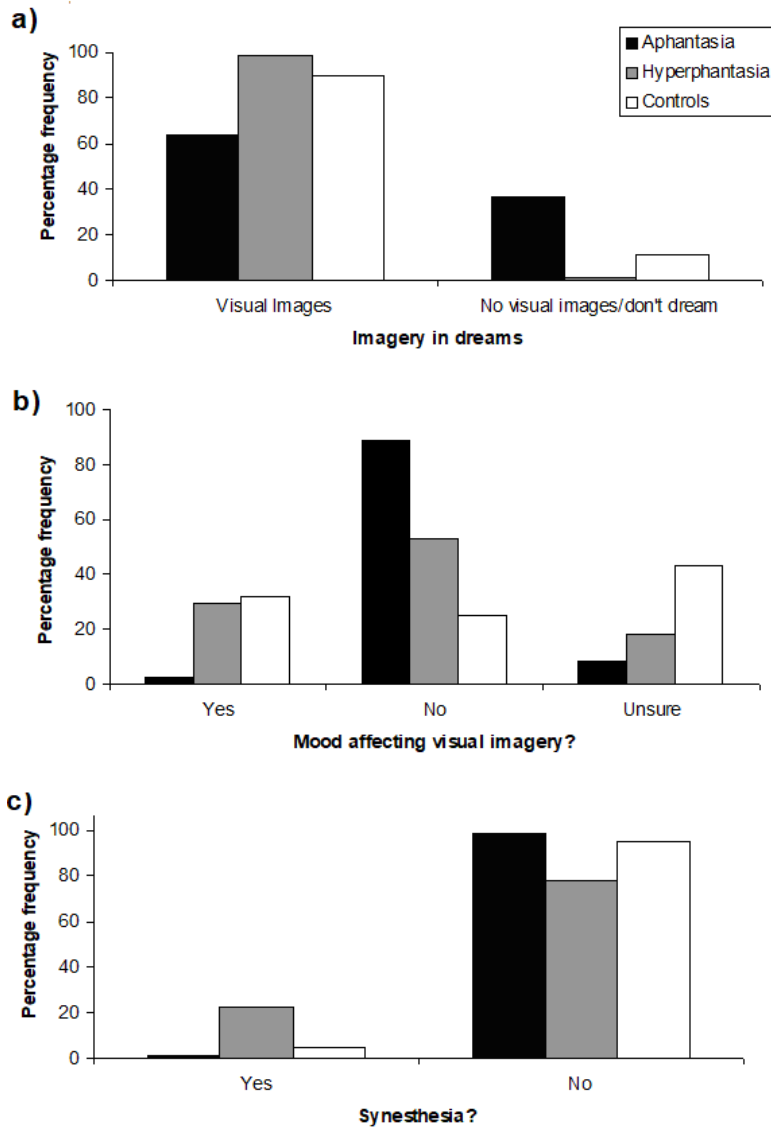 a)
Aphantasia
Hyperphantasia
Controls
Percentage frequency
100
80
60
40
20
0
Visual Images No visual images/don't dream
Imagery in dreams
b)
Percentage frequency
100
80
60
40
20
0
Yes No Unsure
Mood affecting visual imagery?
c)
Percentage frequency
100
80
60
40
20
0
Yes No
Synesthesia?